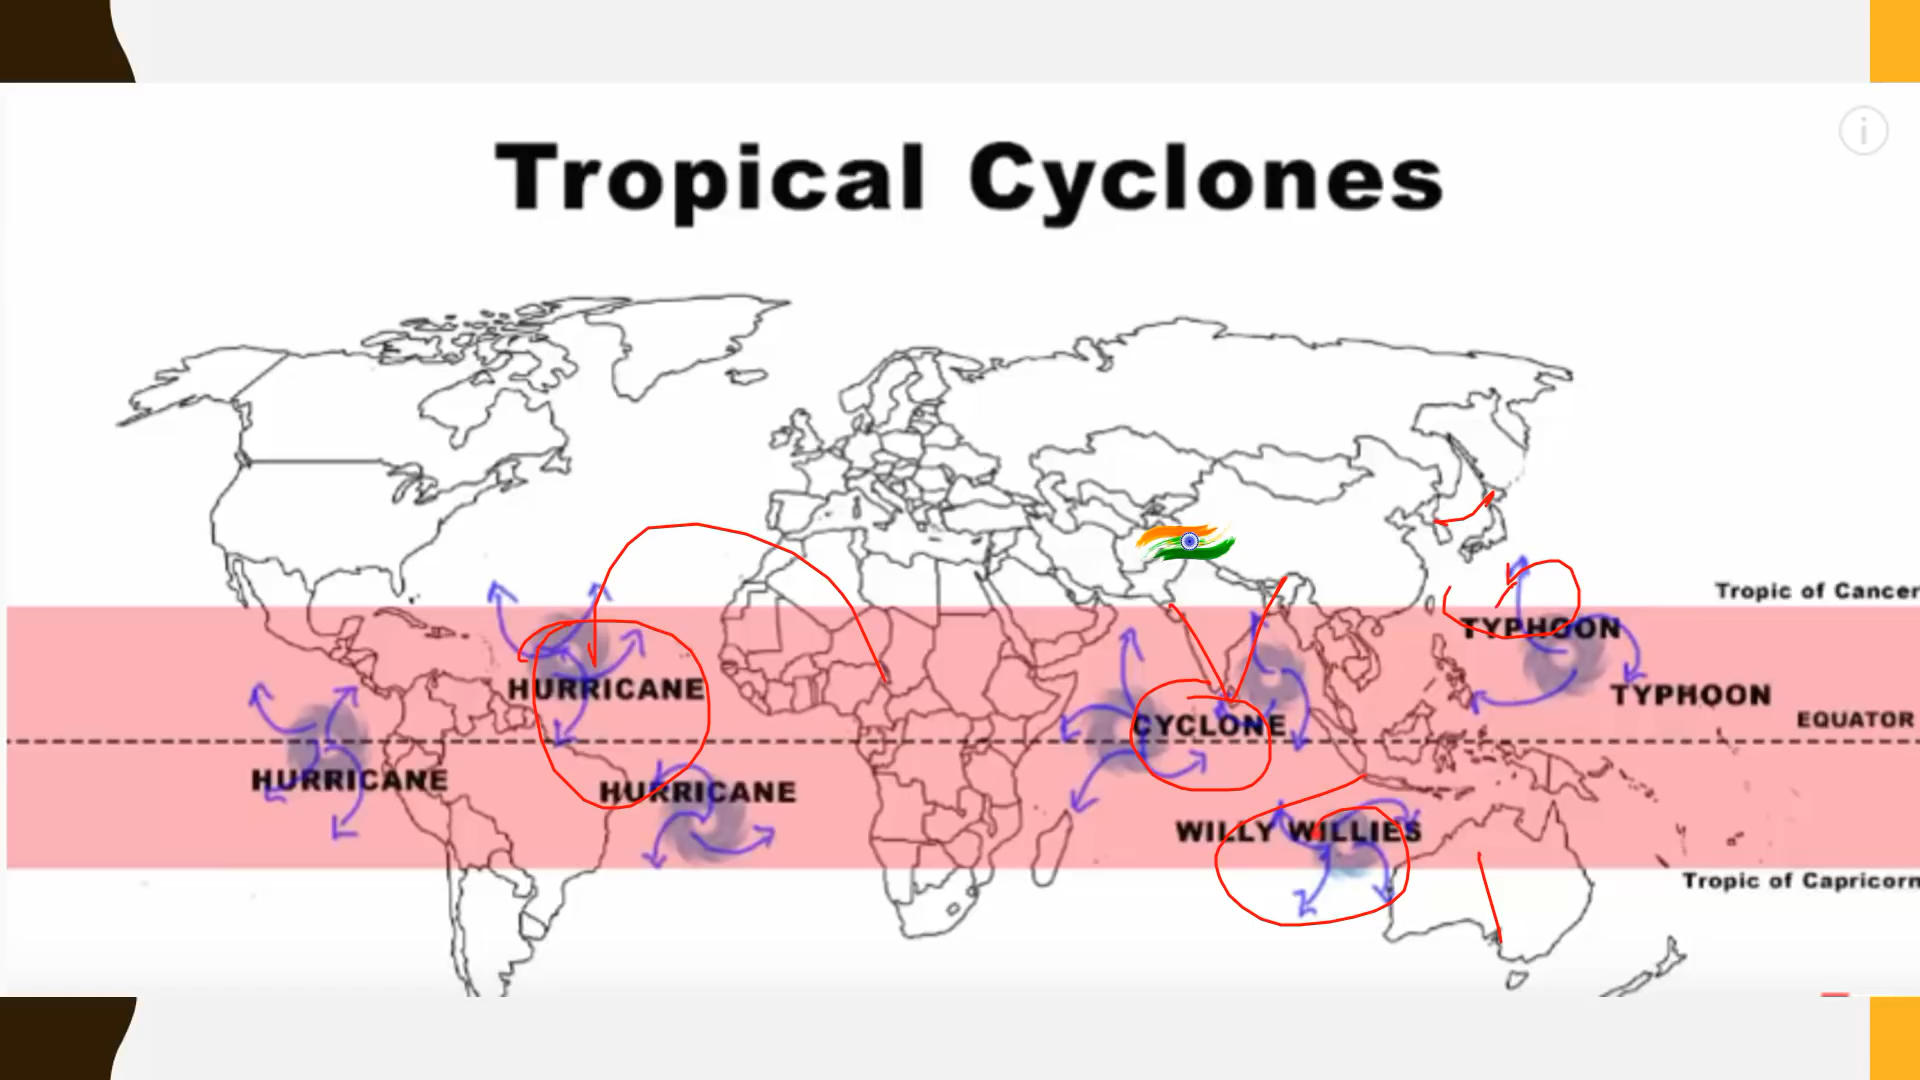 Tropical Cyclones
i
Tropic of Cancer
TYPHOON
HURRICANE
TYPHOON
EQUATOR
CYCLONE
HURRICANE
HURRICANE
WILLY WILLIES
Tropic of Capricorn